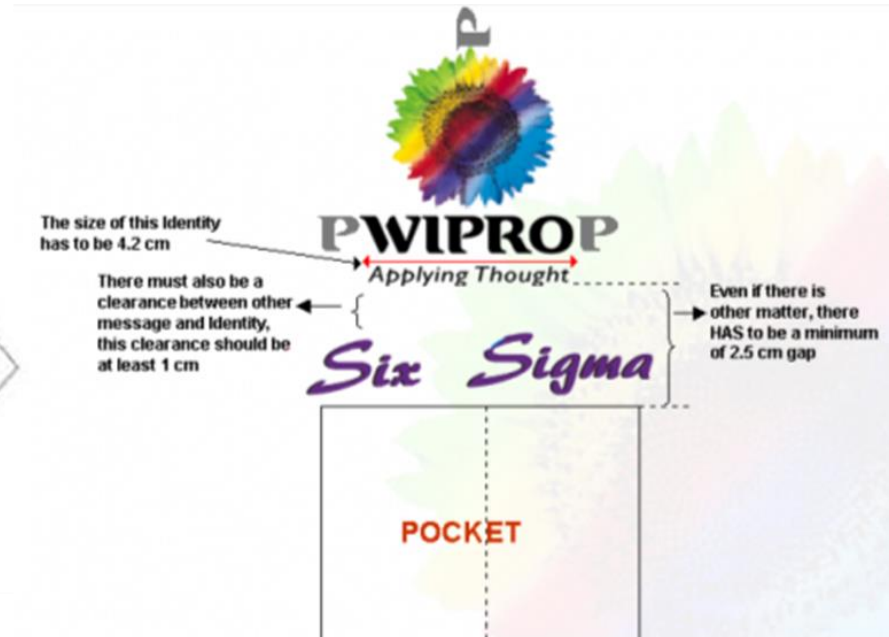 P
PWIPROP
Applying Thought
The size of this Identity
has to be 4.2 cm
There must also be a
clearance between other
message and Identity,
this clearance should be
at least 1 cm
Even if there is
other matter, there
HAS to be a minimum
of 2.5 cm gap
Six Sigma
POCKET